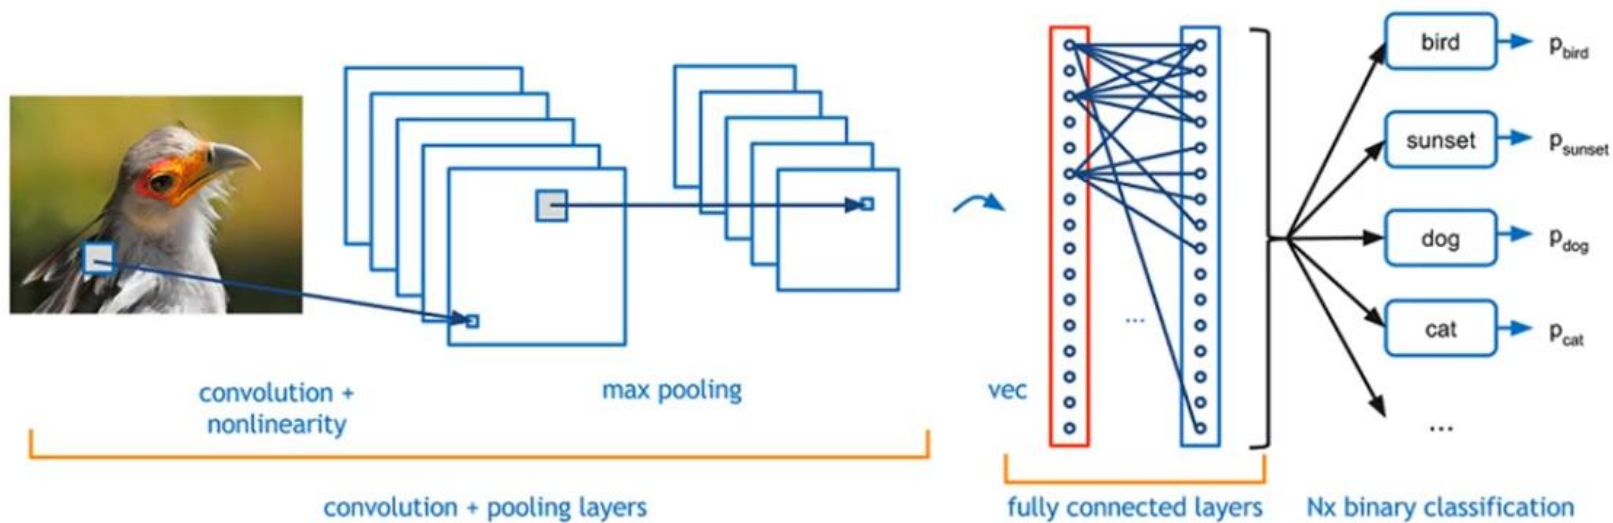 bird
p_bird
sunset
p_sunset
dog
p_dog
cat
p_cat
...
...
convolution +
nonlinearity
max pooling
vec
convolution + pooling layers
fully connected layers
Nx binary classification